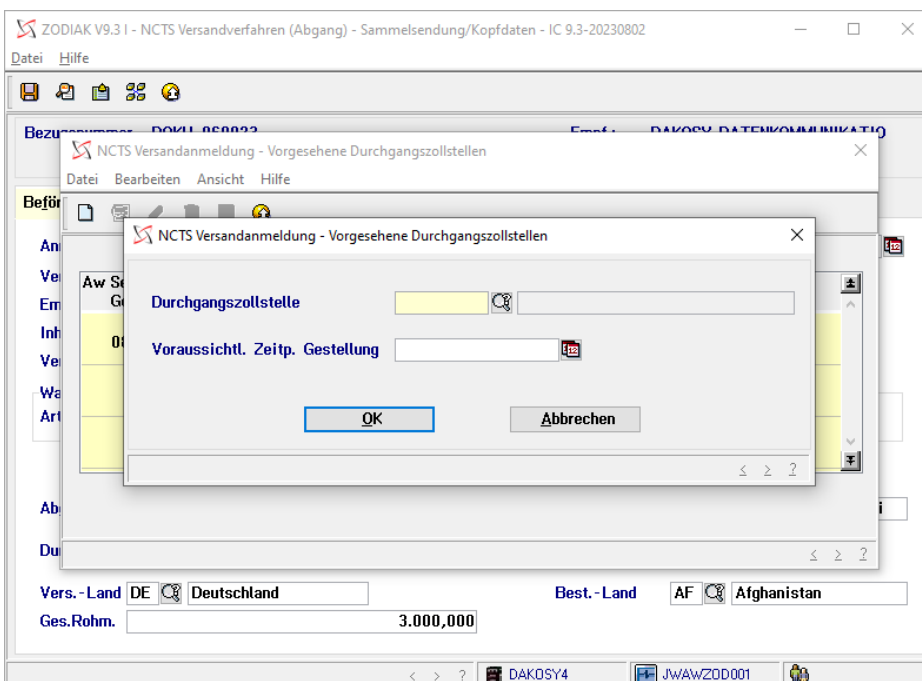 ZODIAK V9.3 I - NCTS Versandverfahren (Abgang) - Sammelsendung/Kopfdaten - IC 9.3-20230802
Datei Hilfe
NCTS Versandanmeldung - Vorgesehene Durchgangszollstellen
Datei Bearbeiten Ansicht Hilfe
NCTS Versandanmeldung - Vorgesehene Durchgangszollstellen
Aw
Durchgangszollstelle
Voraussichtl. Zeitp. Gestellung
OK Abbrechen
< > ?
< > ?
Vers.-Land DE Deutschland Best.-Land AF Afghanistan
Ges.Rohm. 3.000,000
< > ? DAKOSY4 JWAWZOD001